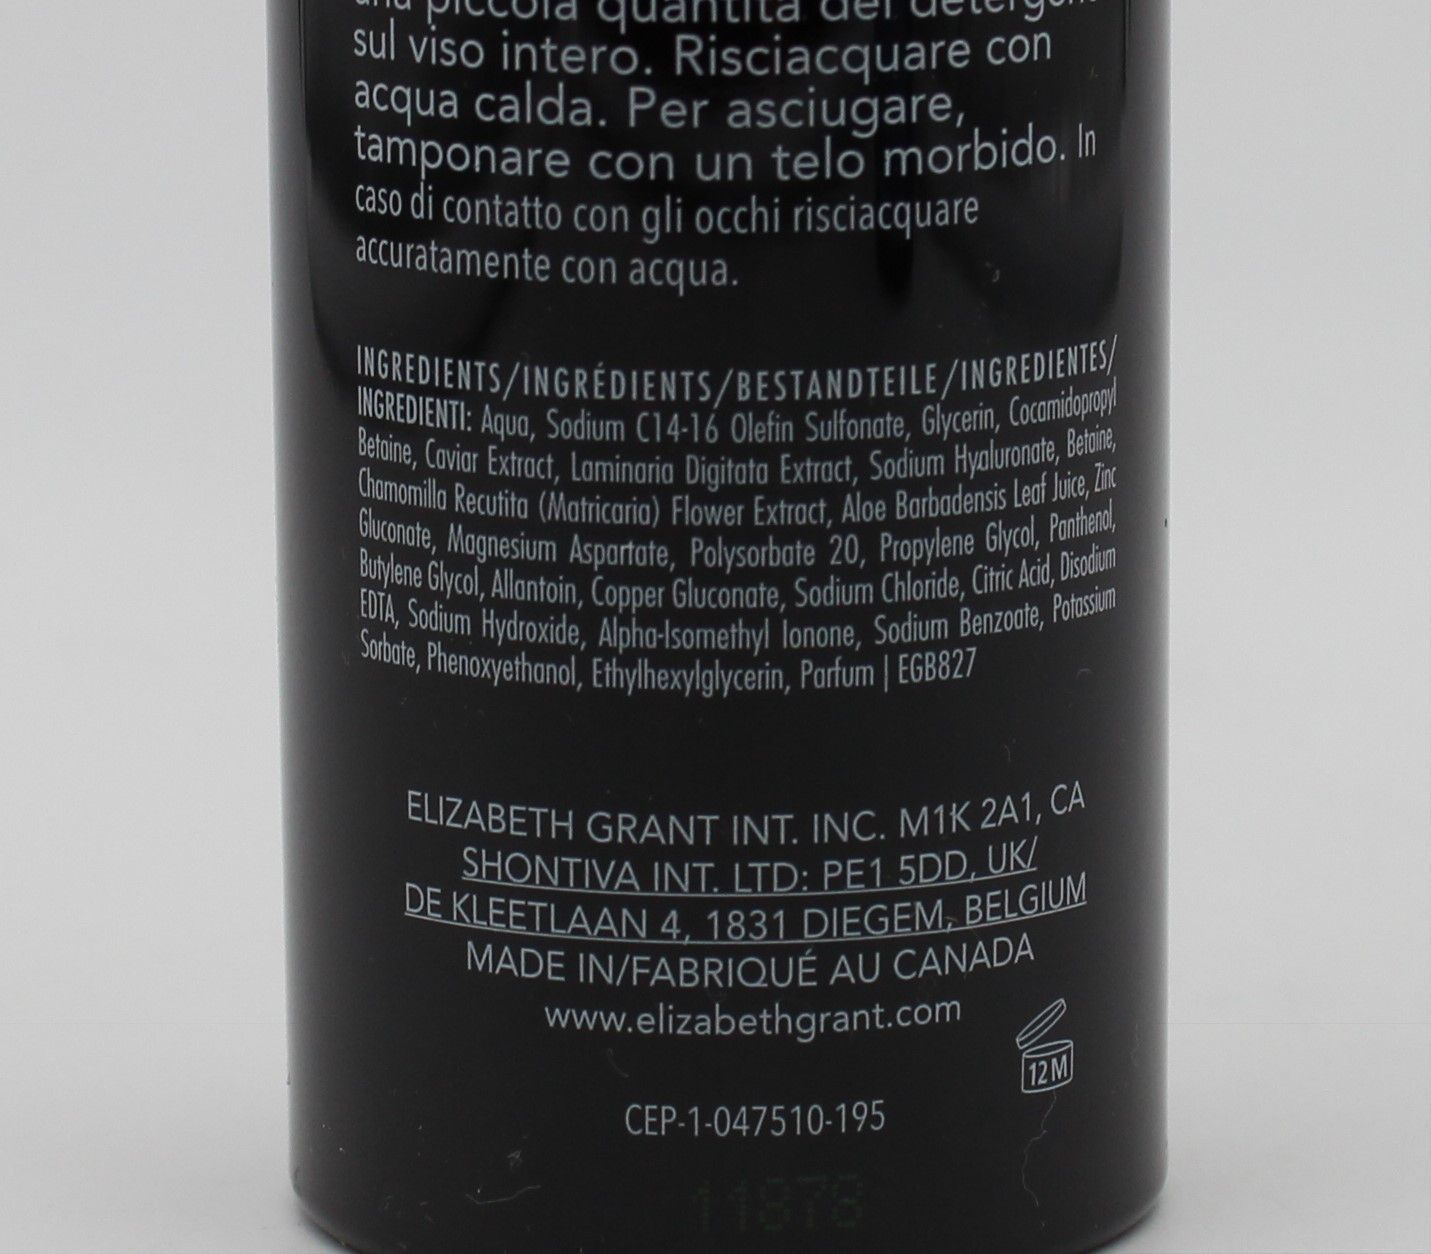 una piccola quantità del
sul viso intero. Risciacquare con
acqua calda. Per asciugare,
tamponare con un telo morbido. In
caso di contatto con gli occhi risciacquare
accuratamente con acqua.
INGREDIENTS/INGRÉDIENTS/BESTANDTEILE/INGREDIENTES/
INGREDIENTI: Aqua, Sodium C14-16 Olefin Sulfonate, Glycerin, Cocamidopropyl
Betaine, Caviar Extract, Laminaria Digitata Extract, Sodium Hyaluronate, Betaine,
Chamomilla Recutita (Matricaria) Flower Extract, Aloe Barbadensis Leaf Juice, Zinc
Gluconate, Magnesium Aspartate, Polysorbate 20, Propylene Glycol, Panthenol,
Butylene Glycol, Allantoin, Copper Gluconate, Sodium Chloride, Citric Acid, Disodium
EDTA, Sodium Hydroxide, Alpha-Isomethyl Ionone, Sodium Benzoate, Potassium
Sorbate, Phenoxyethanol, Ethylhexylglycerin, Parfum | EGB827
ELIZABETH GRANT INT. INC. M1K 2A1, CA
SHONTIVA INT. LTD: PE1 5DD, UK/
DE KLEETLAAN 4, 1831 DIEGEM, BELGIUM
MADE IN/FABRIQUÉ AU CANADA
www.elizabethgrant.com
12M
CEP-1-047510-195
11878